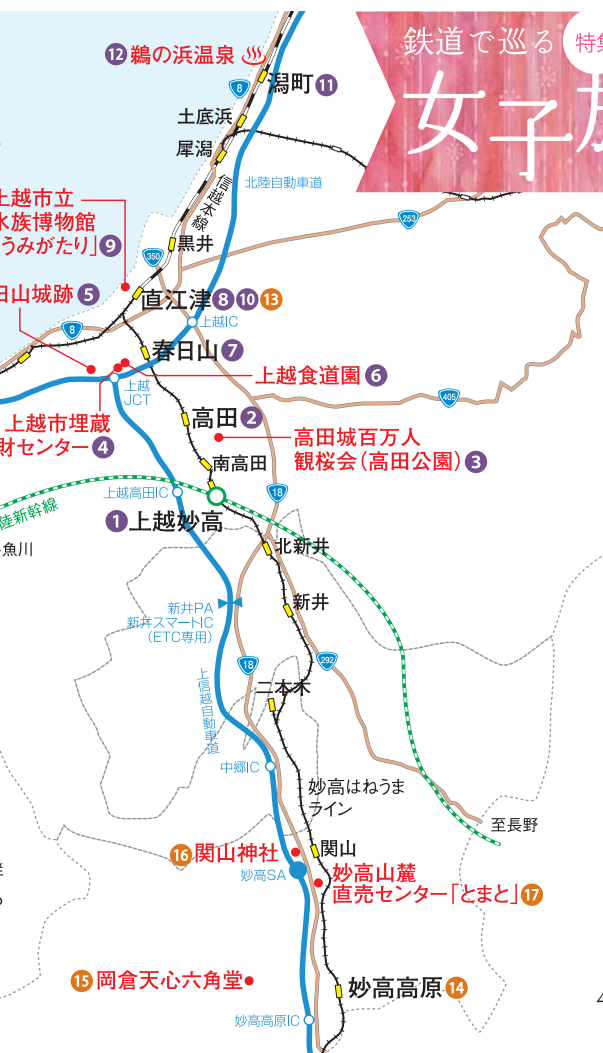 鉄道で巡る
特集
女子旅
⑫鵜の浜温泉
8
潟町⑪
土底浜
犀潟
信越本線
北陸自動車道
上越市立
水族博物館
「うみがたり」⑨
黒井
253
350
日山城跡⑤
直江津⑧⑩⑬
8
上越IC
春日山⑦
上越食道園⑥
上越
JCT
405
上越市埋蔵
財センター④
高田②
高田城百万人
観桜会(高田公園)③
南高田
上越高田IC
18
陸新幹線
①上越妙高
魚川
北新井
新井PA
新井スマートIC
(ETC専用)
新井
292
18
上信越自動車道
二本木
中郷IC
妙高はねうま
ライン
至長野
⑯関山神社
関山
妙高SA
妙高山麓
直売センター「とまと」⑰
⑮岡倉天心六角堂
妙高高原⑭
妙高高原IC